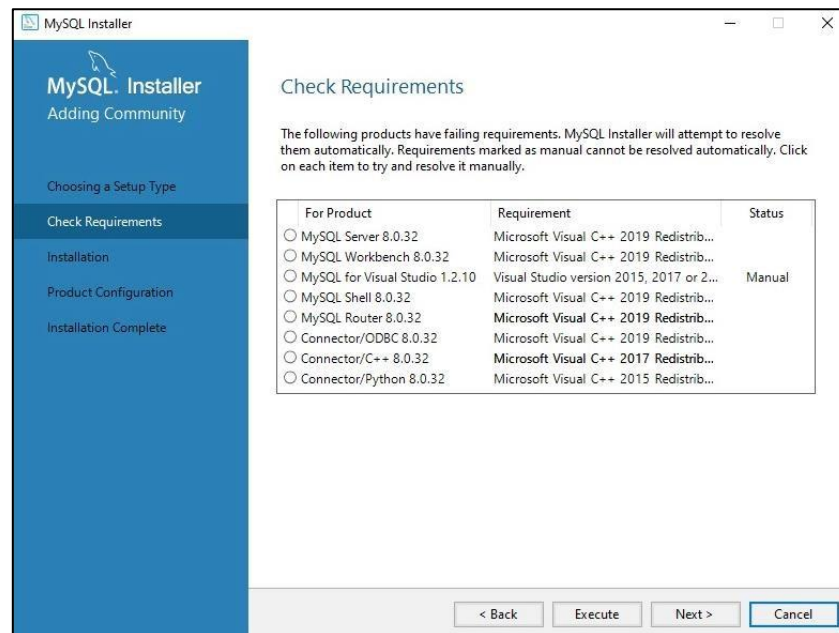 MySQL Installer
MySQL. Installer
Adding Community
Choosing a Setup Type
Check Requirements
Installation
Product Configuration
Installation Complete
Check Requirements
The following products have failing requirements. MySQL Installer will attempt to resolve
them automatically. Requirements marked as manual cannot be resolved automatically. Click
on each item to try and resolve it manually.
For Product Requirement Status
MySQL Server 8.0.32 Microsoft Visual C++ 2019 Redistrib...
MySQL Workbench 8.0.32 Microsoft Visual C++ 2019 Redistrib...
MySQL for Visual Studio 1.2.10 Visual Studio version 2015, 2017 or 2... Manual
MySQL Shell 8.0.32 Microsoft Visual C++ 2019 Redistrib...
MySQL Router 8.0.32 Microsoft Visual C++ 2019 Redistrib...
Connector/ODBC 8.0.32 Microsoft Visual C++ 2019 Redistrib...
Connector/C++ 8.0.32 Microsoft Visual C++ 2017 Redistrib...
Connector/Python 8.0.32 Microsoft Visual C++ 2015 Redistrib...
< Back Execute Next > Cancel